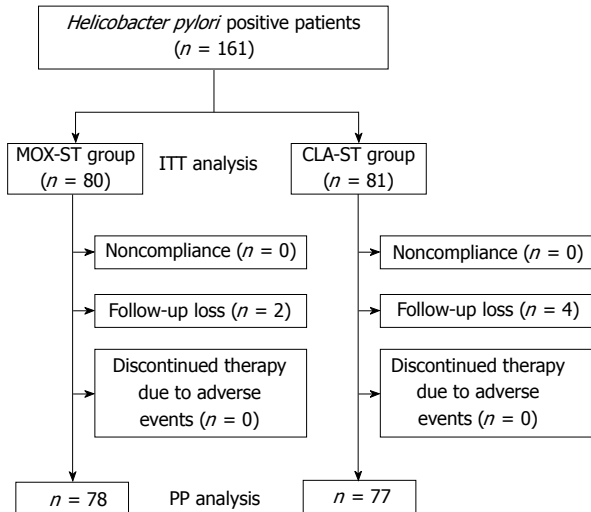 Helicobacter pylori positive patients
(n = 161)
MOX-ST group
(n = 80)
ITT analysis
CLA-ST group
(n = 81)
Noncompliance (n = 0)
Follow-up loss (n = 2)
Discontinued therapy
due to adverse
events (n = 0)
Noncompliance (n = 0)
Follow-up loss (n = 4)
Discontinued therapy
due to adverse
events (n = 0)
n = 78
PP analysis
n = 77